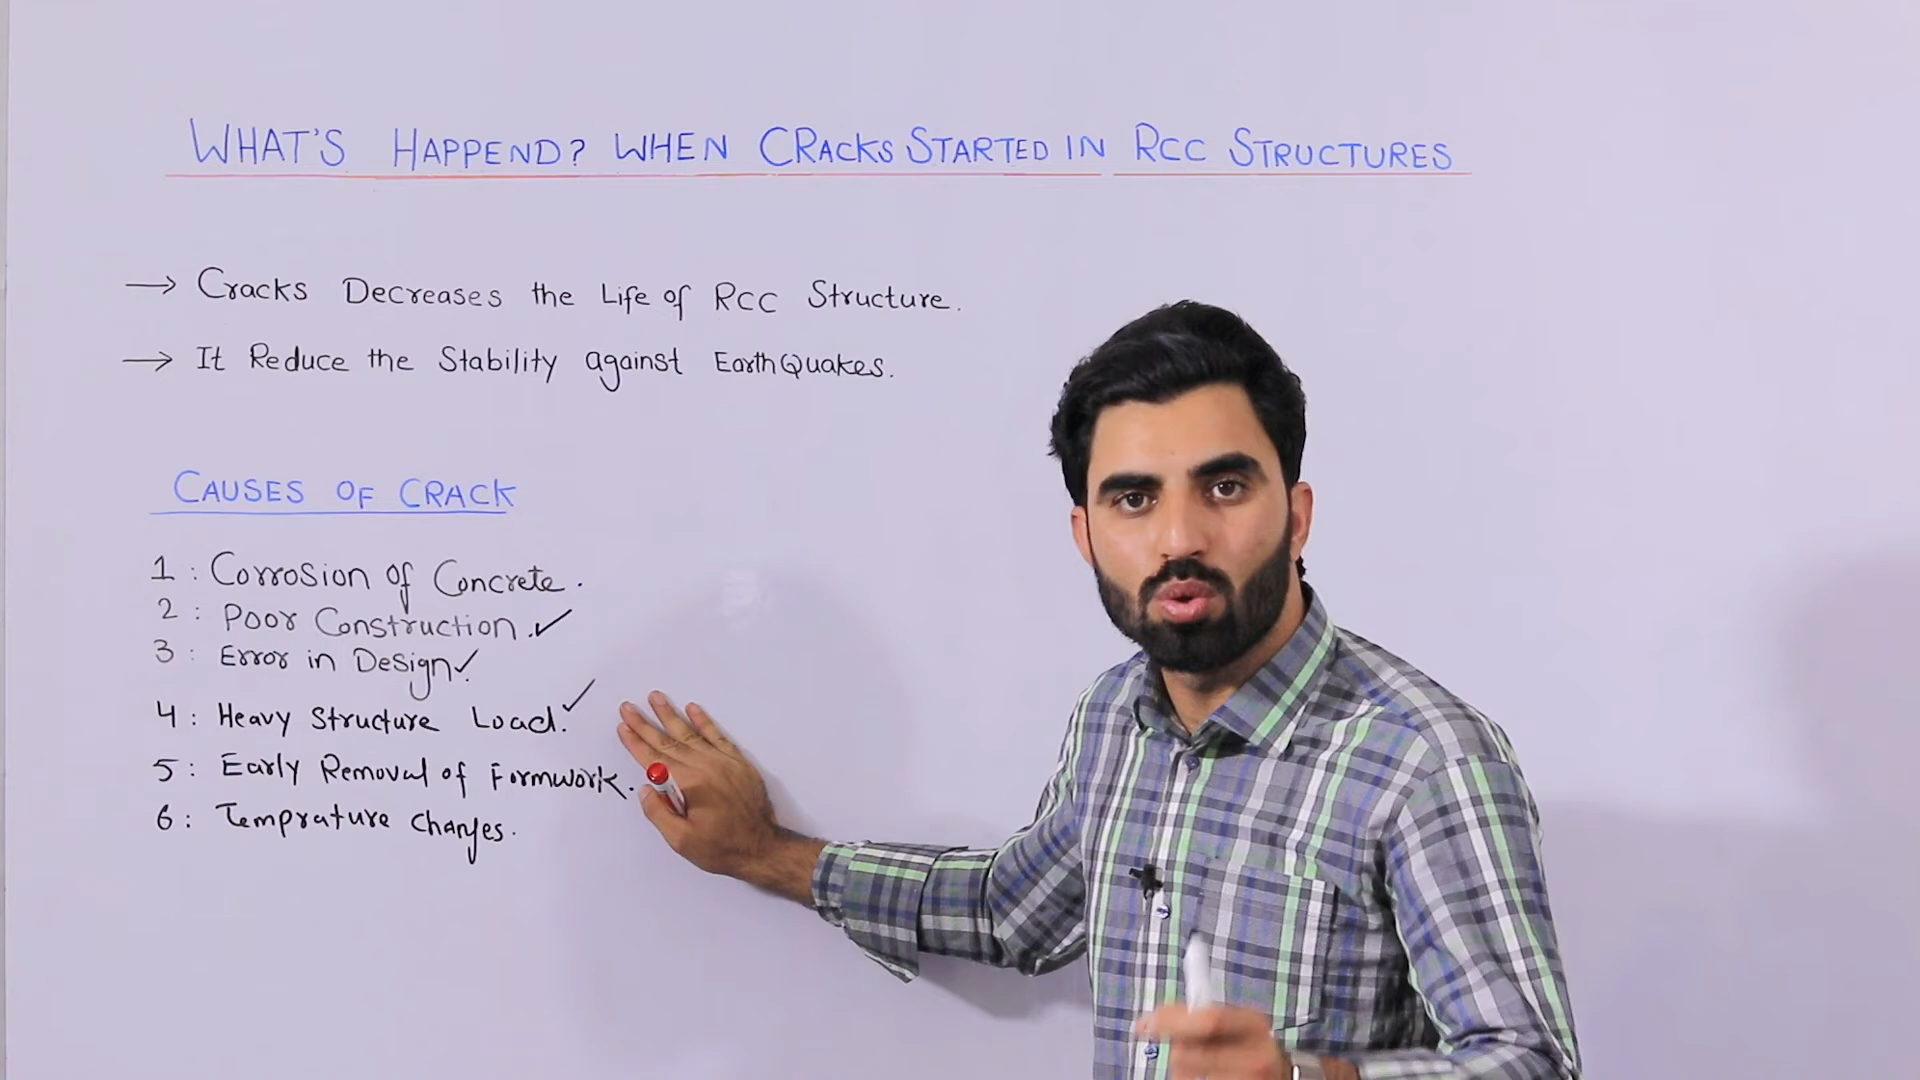 WHAT'S HAPPEND? WHEN CRacks STARTED IN RCC STRUCTURES
→ Cracks Decreases the Life of RCC Structure.
→ It Reduce the Stability against EarthQuakes.
CAUSES OF CRACK
1 : Corrosion of Concrete.
2 : Poor Construction. ✓
3 : Error in Design. ✓
4 : Heavy Structure Load. ✓
5 : Early Removal of Formwork.
6 : Temprature Changes.